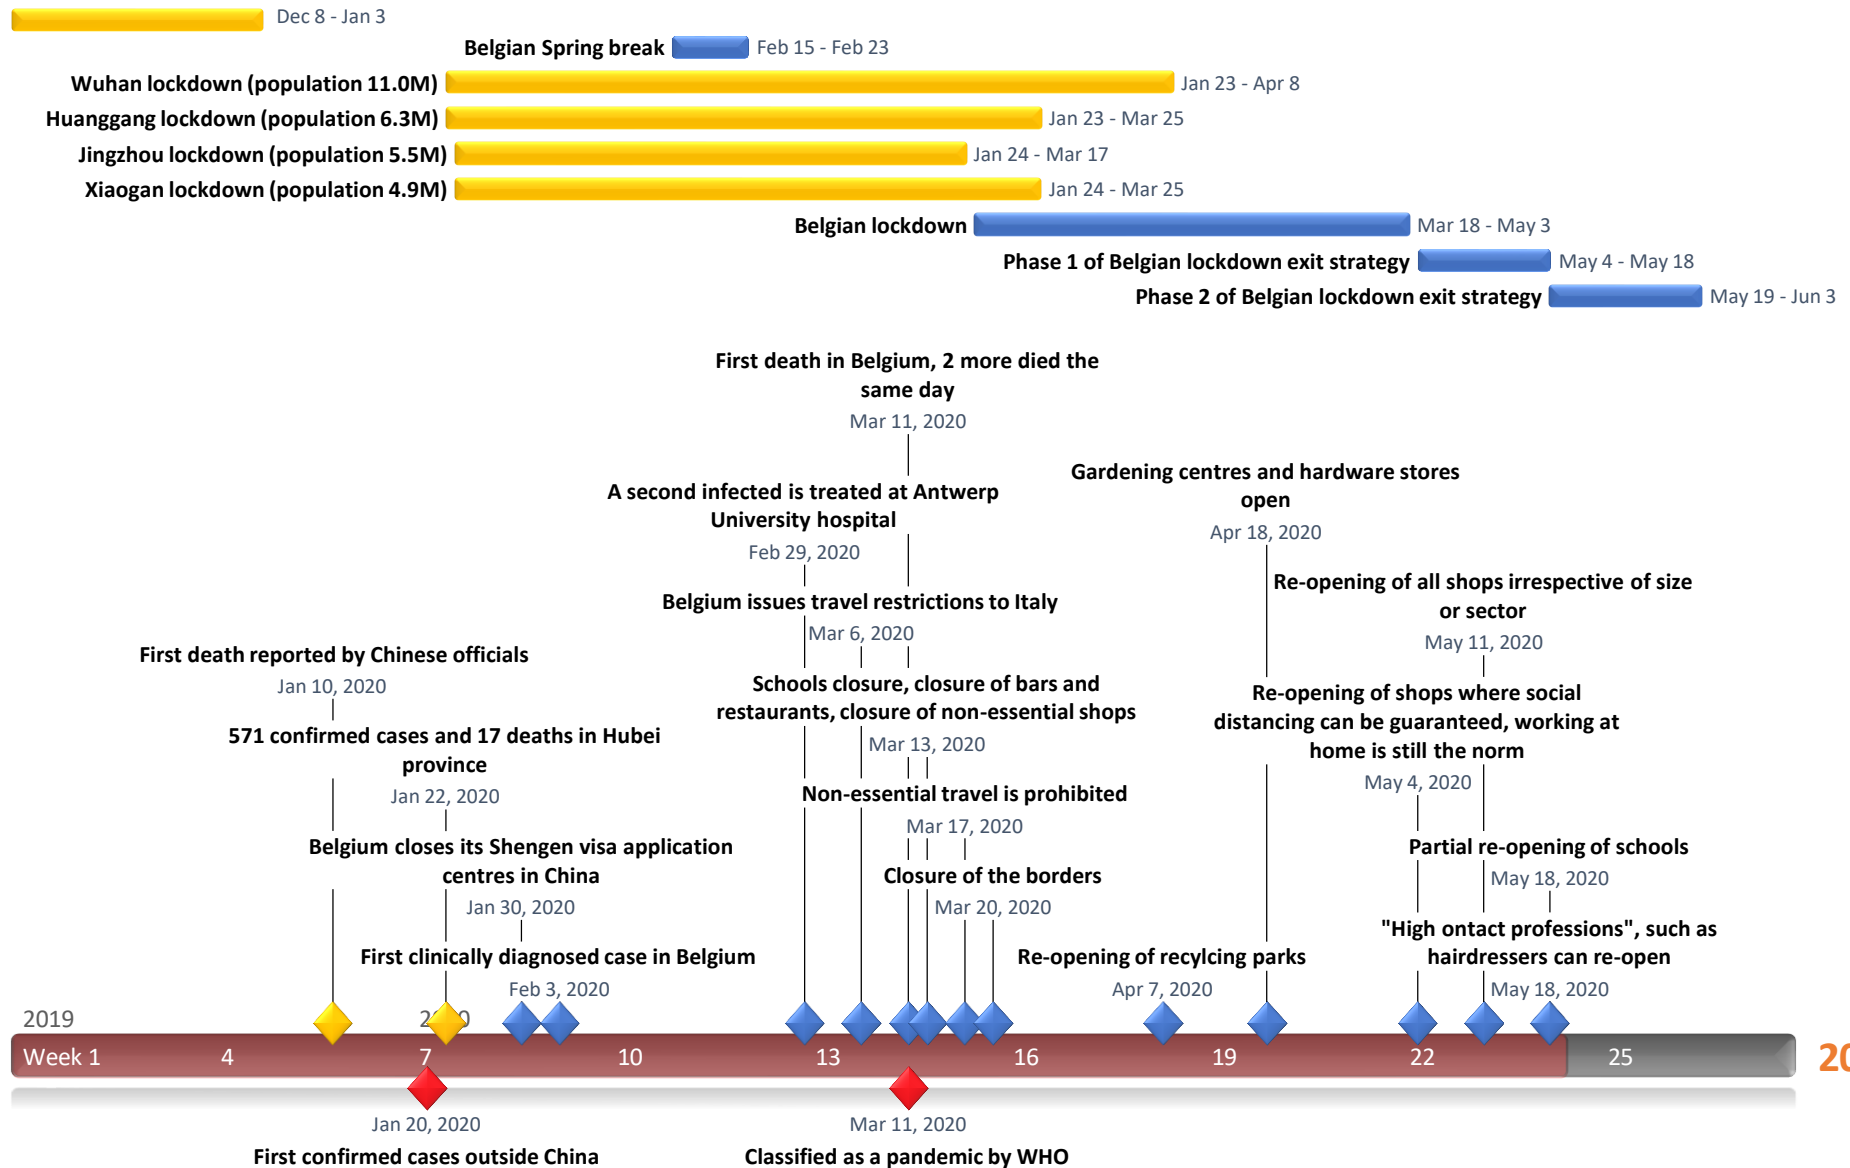 Dec 8 - Jan 3
Belgian Spring break
Feb 15 - Feb 23
Wuhan lockdown (population 11.0M)
Jan 23 - Apr 8
Huanggang lockdown (population 6.3M)
Jan 23 - Mar 25
Jingzhou lockdown (population 5.5M)
Jan 24 - Mar 17
Xiaogan lockdown (population 4.9M)
Jan 24 - Mar 25
Belgian lockdown
Mar 18 - May 3
Phase 1 of Belgian lockdown exit strategy
May 4 - May 18
Phase 2 of Belgian lockdown exit strategy
May 19 - Jun 3
First death in Belgium, 2 more died the
same day
Mar 11, 2020
A second infected is treated at Antwerp
University hospital
Feb 29, 2020
Gardening centres and hardware stores
open
Apr 18, 2020
Belgium issues travel restrictions to Italy
Mar 6, 2020
Re-opening of all shops irrespective of size
or sector
May 11, 2020
First death reported by Chinese officials
Jan 10, 2020
Schools closure, closure of bars and
restaurants, closure of non-essential shops
Mar 13, 2020
Re-opening of shops where social
distancing can be guaranteed, working at
home is still the norm
May 4, 2020
571 confirmed cases and 17 deaths in Hubei
province
Jan 22, 2020
Non-essential travel is prohibited
Mar 17, 2020
Belgium closes its Shengen visa application
centres in China
Jan 30, 2020
Closure of the borders
Mar 20, 2020
Partial re-opening of schools
May 18, 2020
First clinically diagnosed case in Belgium
Feb 3, 2020
Re-opening of recylcing parks
Apr 7, 2020
"High ontact professions", such as
hairdressers can re-open
May 18, 2020
2019
2020
Week 1
4
7
10
13
16
19
22
25
20
Jan 20, 2020
First confirmed cases outside China
Mar 11, 2020
Classified as a pandemic by WHO